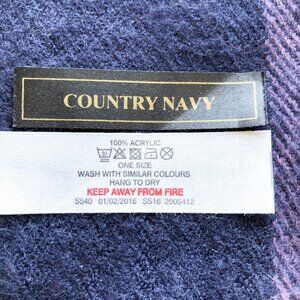 COUNTRY NAVY
100% ACRYLIC
ONE SIZE
WASH WITH SIMILAR COLOURS
HANG TO DRY
KEEP AWAY FROM FIRE
S540 01/02/2016 SS16 2005412